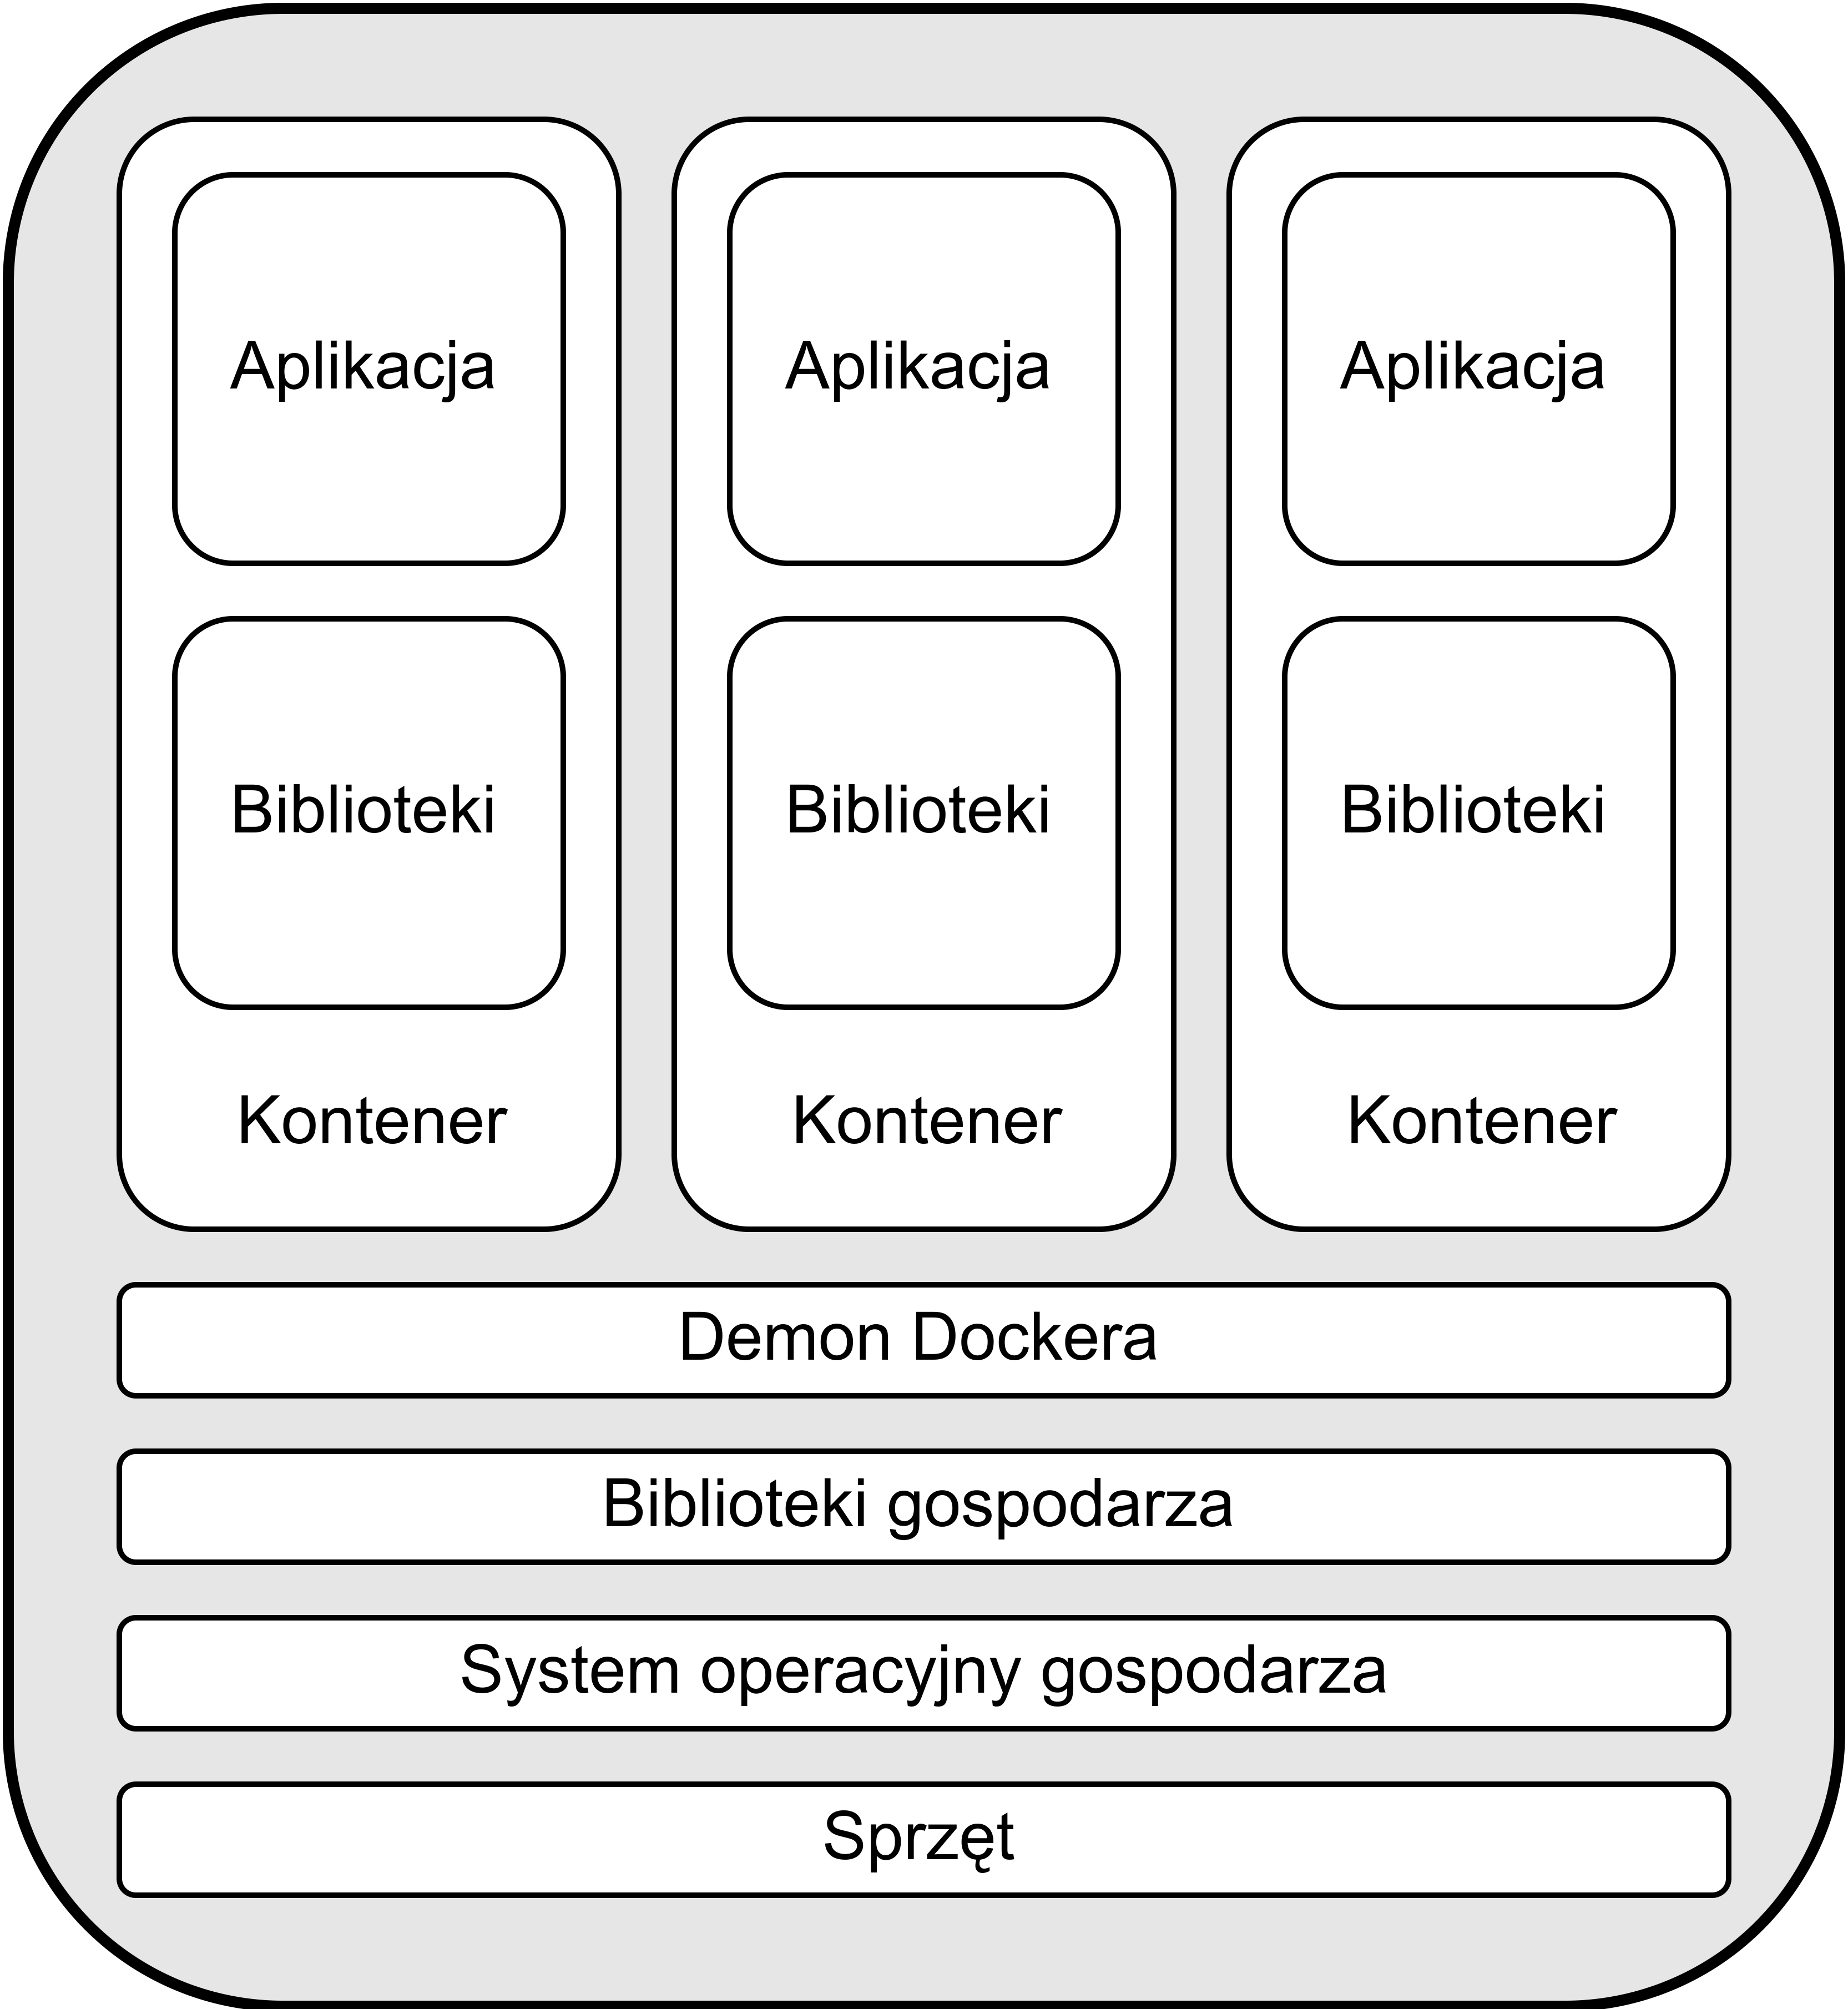 Aplikacja
Aplikacja
Aplikacja
Biblioteki
Biblioteki
Biblioteki
Kontener
Kontener
Kontener
Demon Dockera
Biblioteki gospodarza
System operacyjny gospodarza
Sprzęt